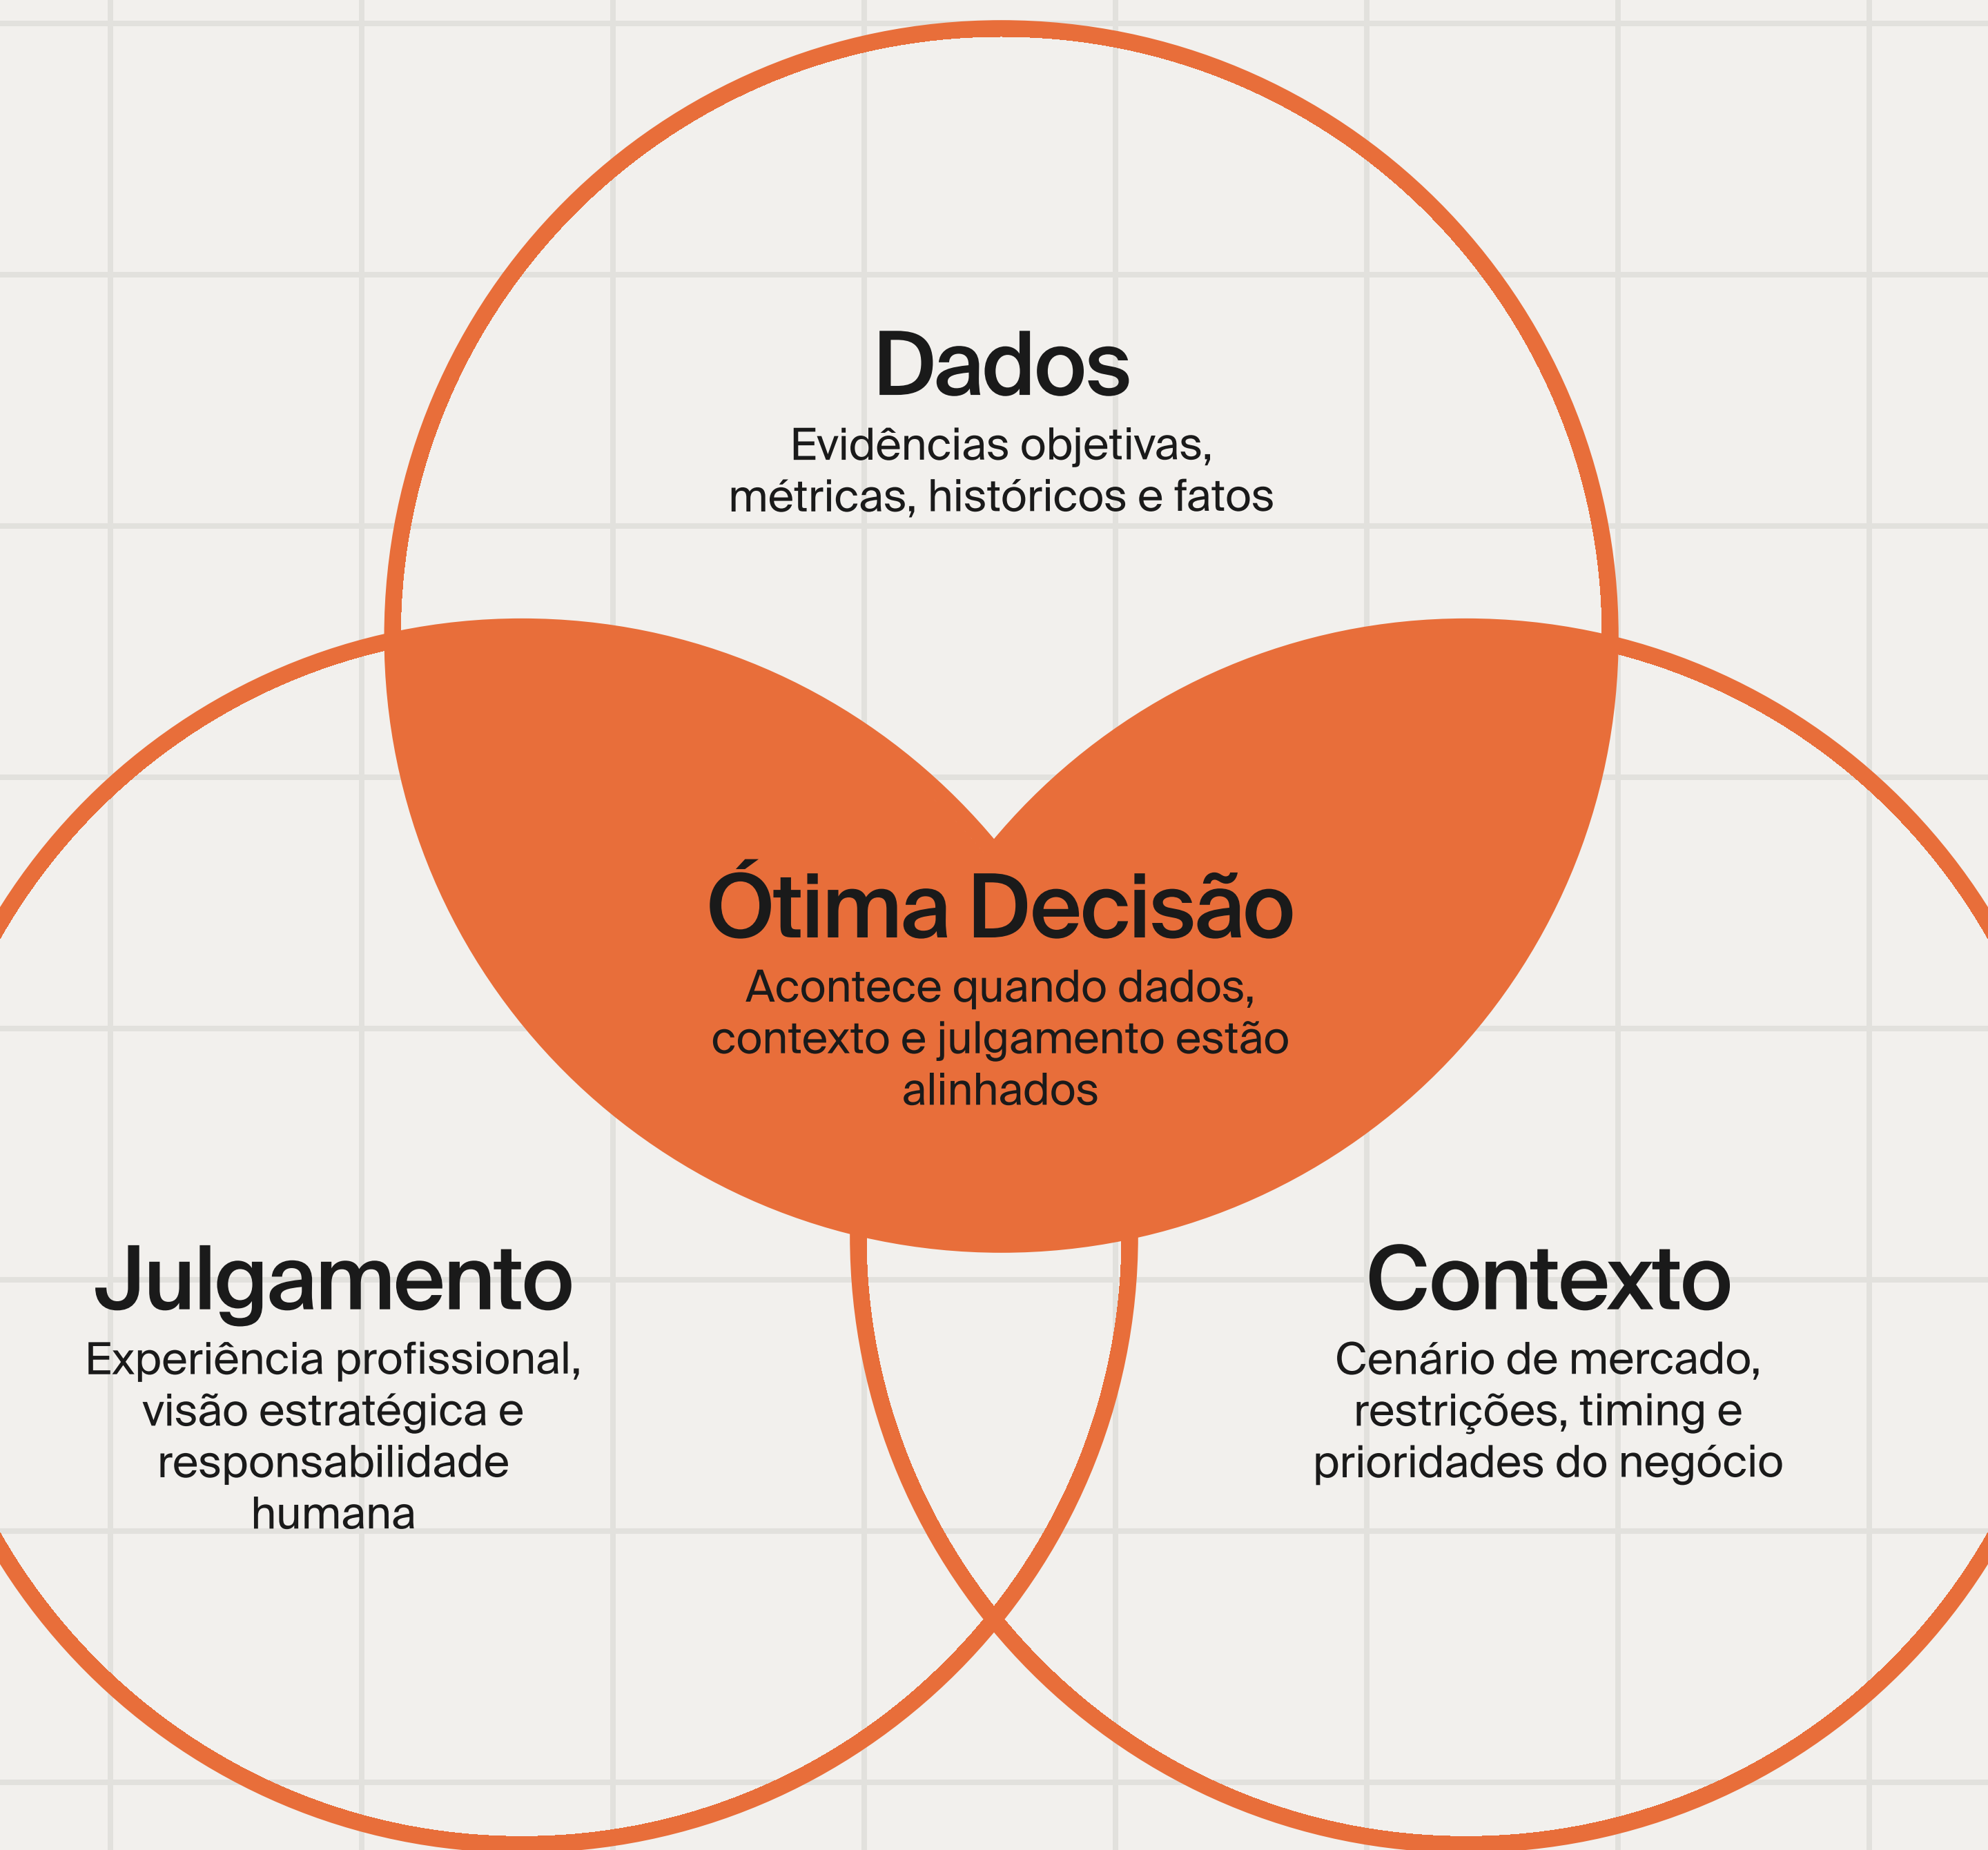 Dados
Evidências objetivas,
métricas, históricos e fatos
Ótima Decisão
Acontece quando dados,
contexto e julgamento estão
alinhados
Julgamento
Experiência profissional,
visão estratégica e
responsabilidade
humana
Contexto
Cenário de mercado,
restrições, timing e
prioridades do negócio